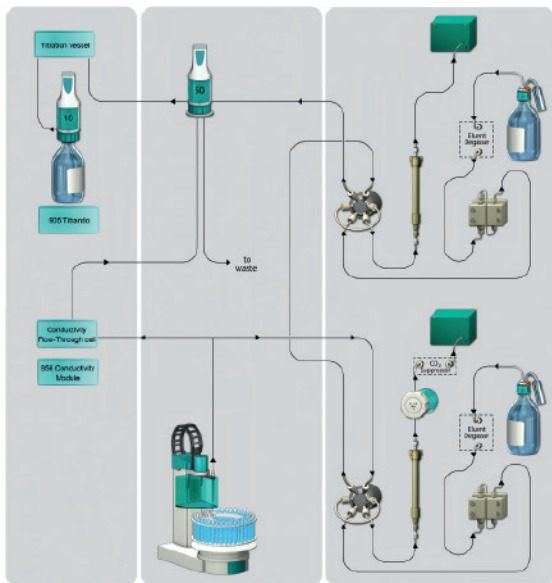 Titration vessel
10
905 Titrando
50
to
waste
Eluent
Degasser
Conductivity
Flow-Through cell
856 Conductivity
Module
CO2
Suppressor
Eluent
Degasser